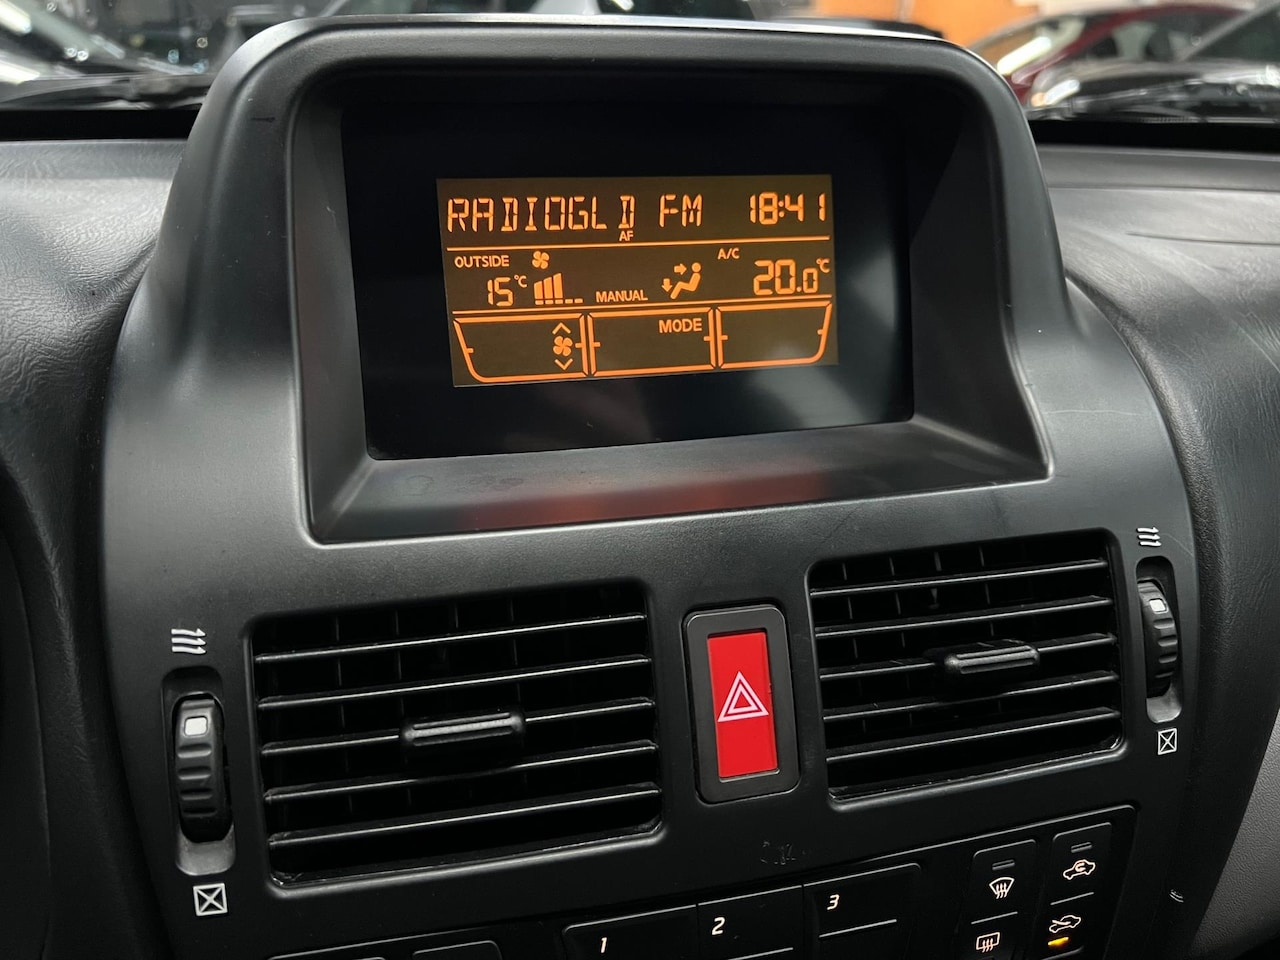 RADIOGLD FM 18:41
AF
OUTSIDE A/C
15°C MANUAL 20.0°C
MODE
1 2 3